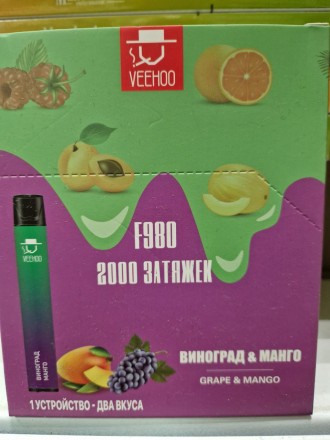 VEEHOO
F980
2000 ЗАТЯЖЕК
VEEHOO
ВИНОГРАД
МАНГО
ВИНОГРАД & МАНГО
GRAPE & MANGO
1 УСТРОЙСТВО - ДВА ВКУСА